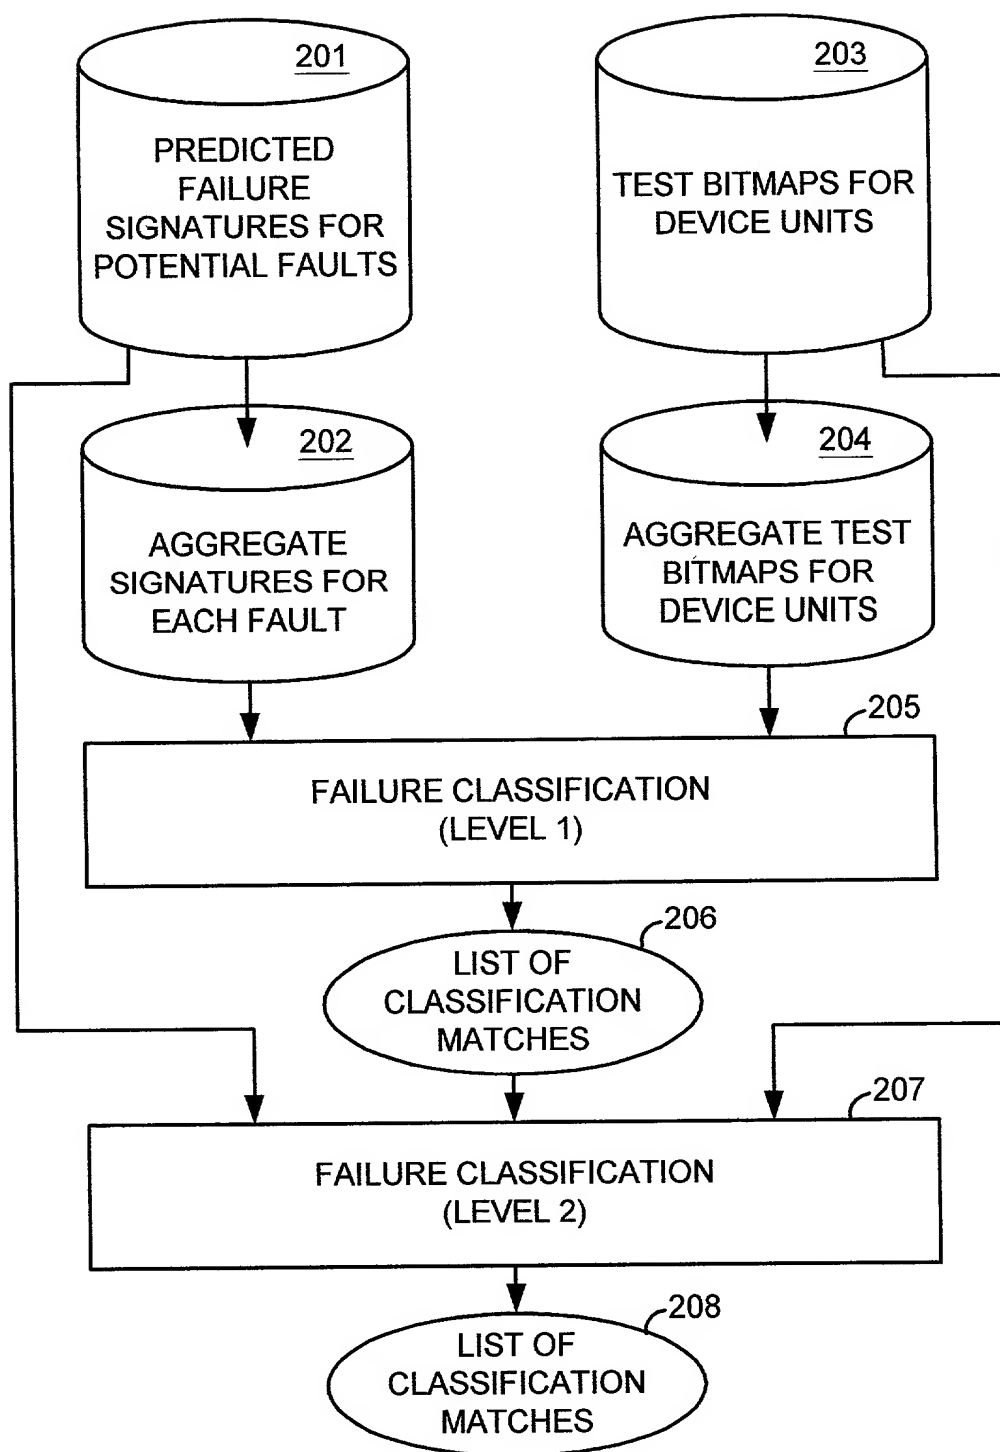 201
PREDICTED
FAILURE
SIGNATURES FOR
POTENTIAL FAULTS
203
TEST BITMAPS FOR
DEVICE UNITS
202
AGGREGATE
SIGNATURES FOR
EACH FAULT
204
AGGREGATE TEST
BITMAPS FOR
DEVICE UNITS
205
FAILURE CLASSIFICATION
(LEVEL 1)
206
LIST OF
CLASSIFICATION
MATCHES
207
FAILURE CLASSIFICATION
(LEVEL 2)
208
LIST OF
CLASSIFICATION
MATCHES